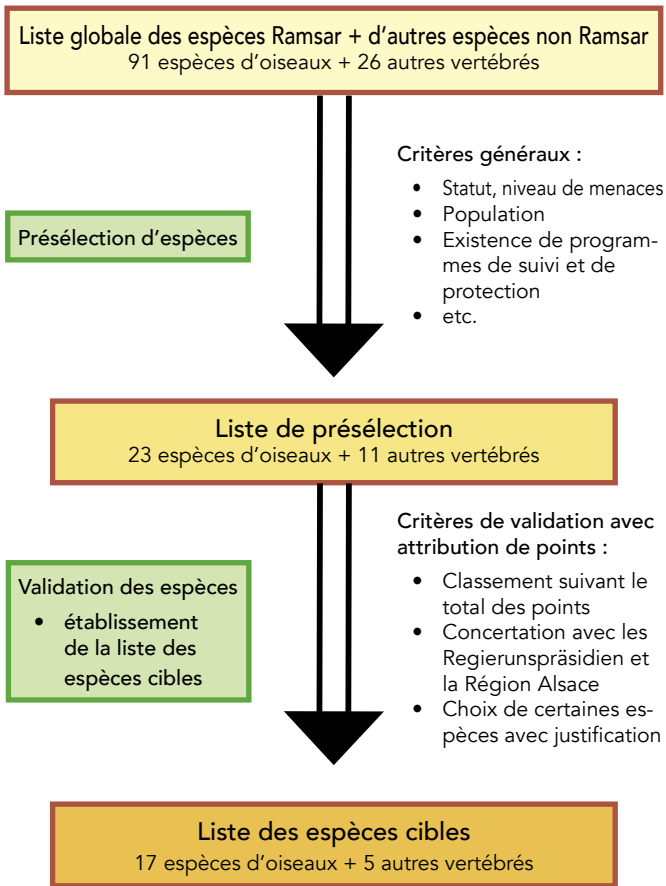 Liste globale des espèces Ramsar + d'autres espèces non Ramsar
91 espèces d'oiseaux + 26 autres vertébrés
Présélection d'espèces
Critères généraux :
• Statut, niveau de menaces
• Population
• Existence de program-
mes de suivi et de
protection
• etc.
Liste de présélection
23 espèces d'oiseaux + 11 autres vertébrés
Validation des espèces
• établissement
de la liste des
espèces cibles
Critères de validation avec
attribution de points :
• Classement suivant le
total des points
• Concertation avec les
Regierunspräsidien et
la Région Alsace
• Choix de certaines es-
pèces avec justification
Liste des espèces cibles
17 espèces d'oiseaux + 5 autres vertébrés